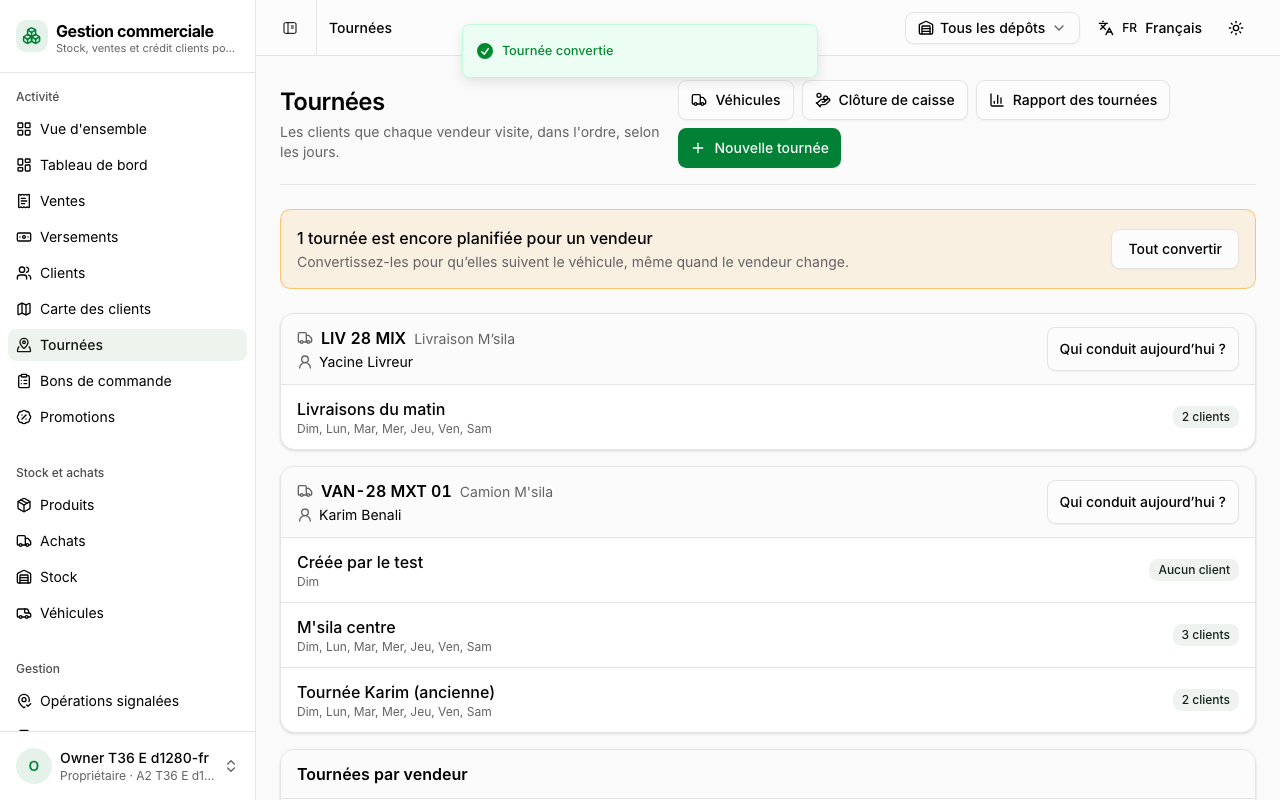 Gestion commerciale
Stock, ventes et crédit clients po...
Activité
Vue d'ensemble
Tableau de bord
Ventes
Versements
Clients
Carte des clients
Tournées
Bons de commande
Promotions
Stock et achats
Produits
Achats
Stock
Véhicules
Gestion
Opérations signalées
O
Owner T36 E d1280-fr
Propriétaire · A2 T36 E d1...
Tournées
Tous les dépôts
FR Français
Tournée convertie
Tournées
Les clients que chaque vendeur visite, dans l'ordre, selon
les jours.
Véhicules
Clôture de caisse
Rapport des tournées
Nouvelle tournée
1 tournée est encore planifiée pour un vendeur
Convertissez-les pour qu’elles suivent le véhicule, même quand le vendeur change.
Tout convertir
LIV 28 MIX Livraison M’sila
Yacine Livreur
Qui conduit aujourd’hui ?
Livraisons du matin
Dim, Lun, Mar, Mer, Jeu, Ven, Sam
2 clients
VAN-28 MXT 01 Camion M'sila
Karim Benali
Qui conduit aujourd’hui ?
Créée par le test
Dim
Aucun client
M'sila centre
Dim, Lun, Mar, Mer, Jeu, Ven, Sam
3 clients
Tournée Karim (ancienne)
Dim, Lun, Mar, Mer, Jeu, Ven, Sam
2 clients
Tournées par vendeur